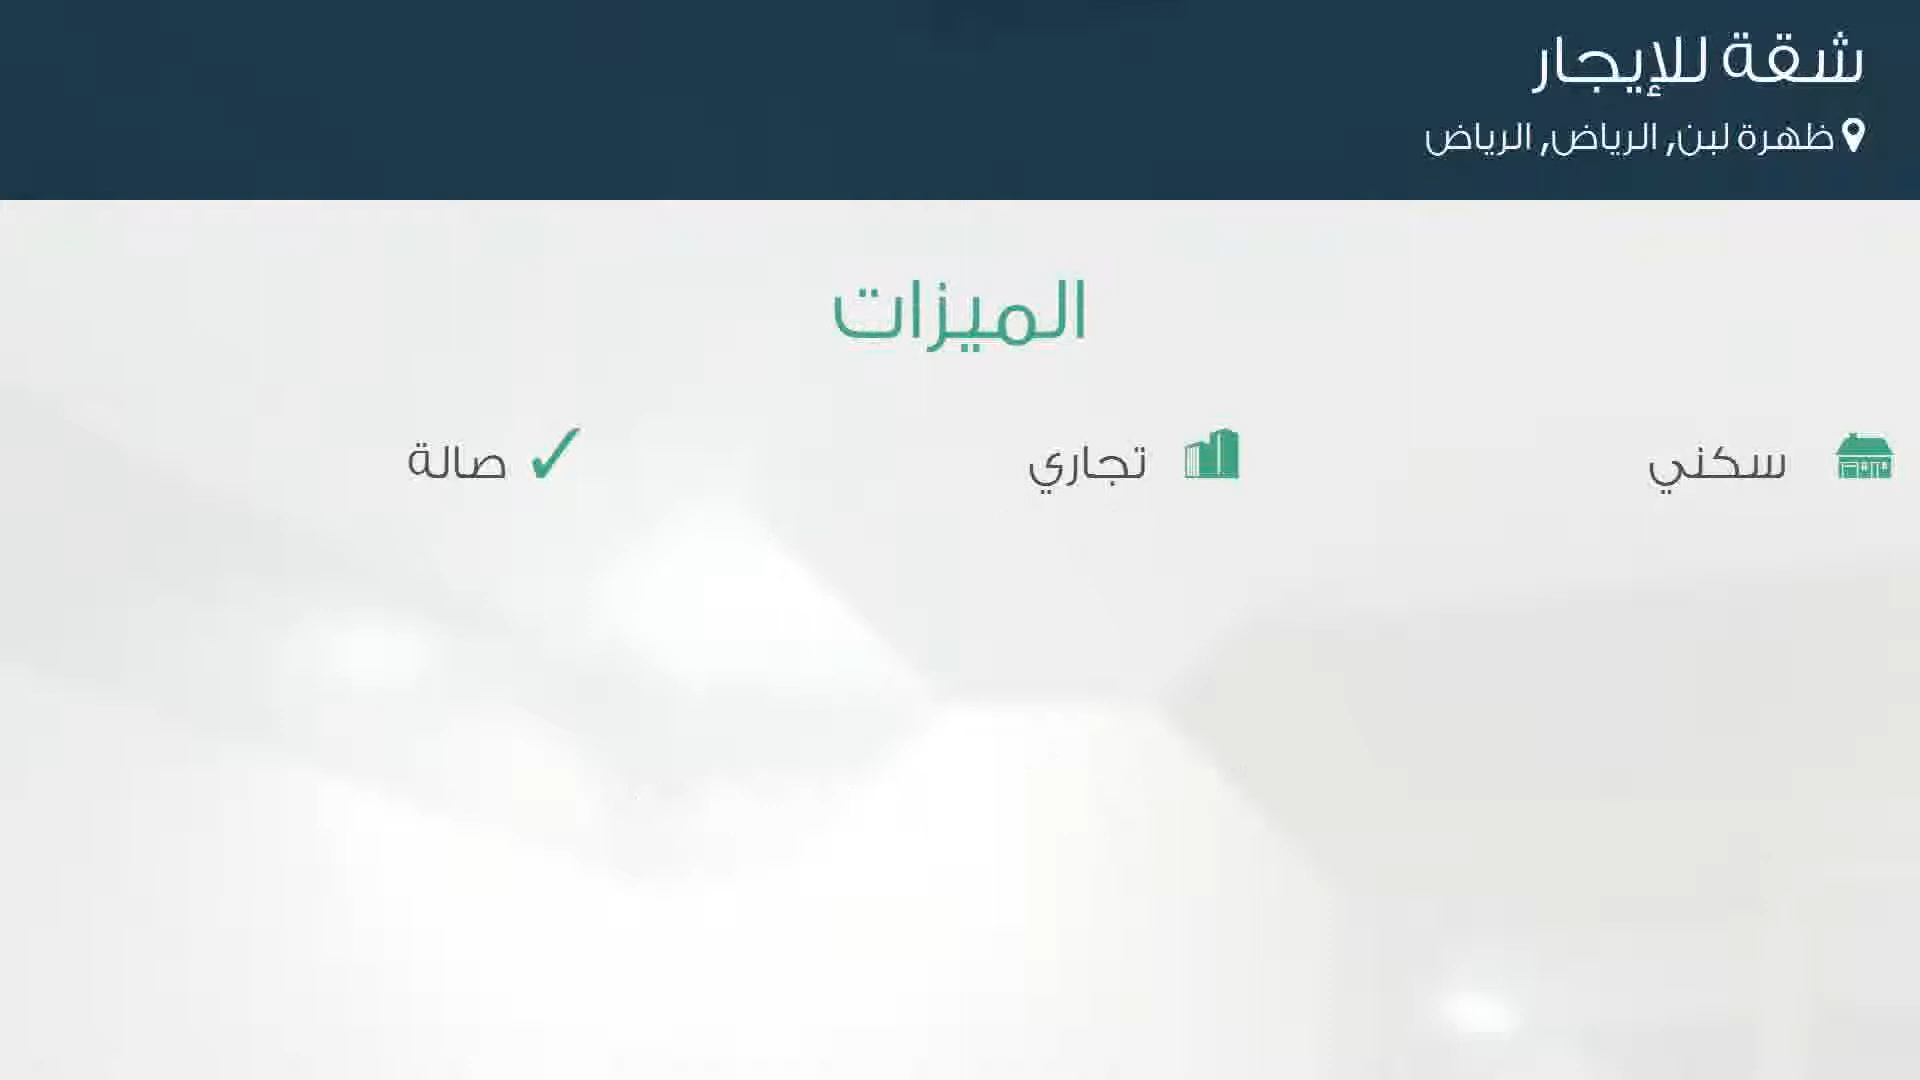 شقة للإيجار
ظهرة لبن, الرياض, الرياض
الميزات
سكني
تجاري
صالة